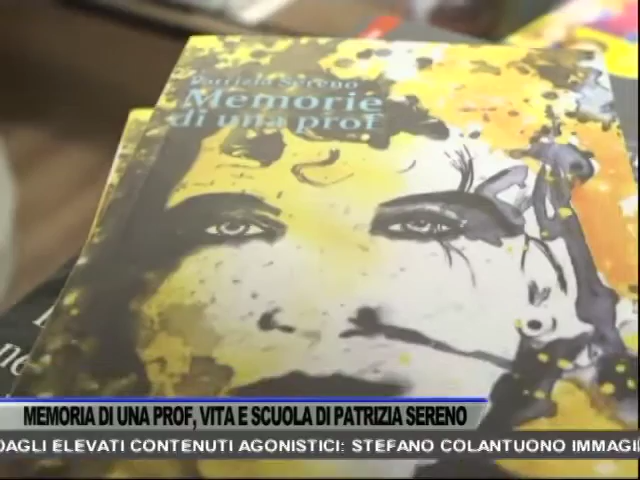 Patrizia Sereno
Memorie
di una prof
MEMORIA DI UNA PROF, VITA E SCUOLA DI PATRIZIA SERENO
DAGLI ELEVATI CONTENUTI AGONISTICI: STEFANO COLANTUONO IMMAGI